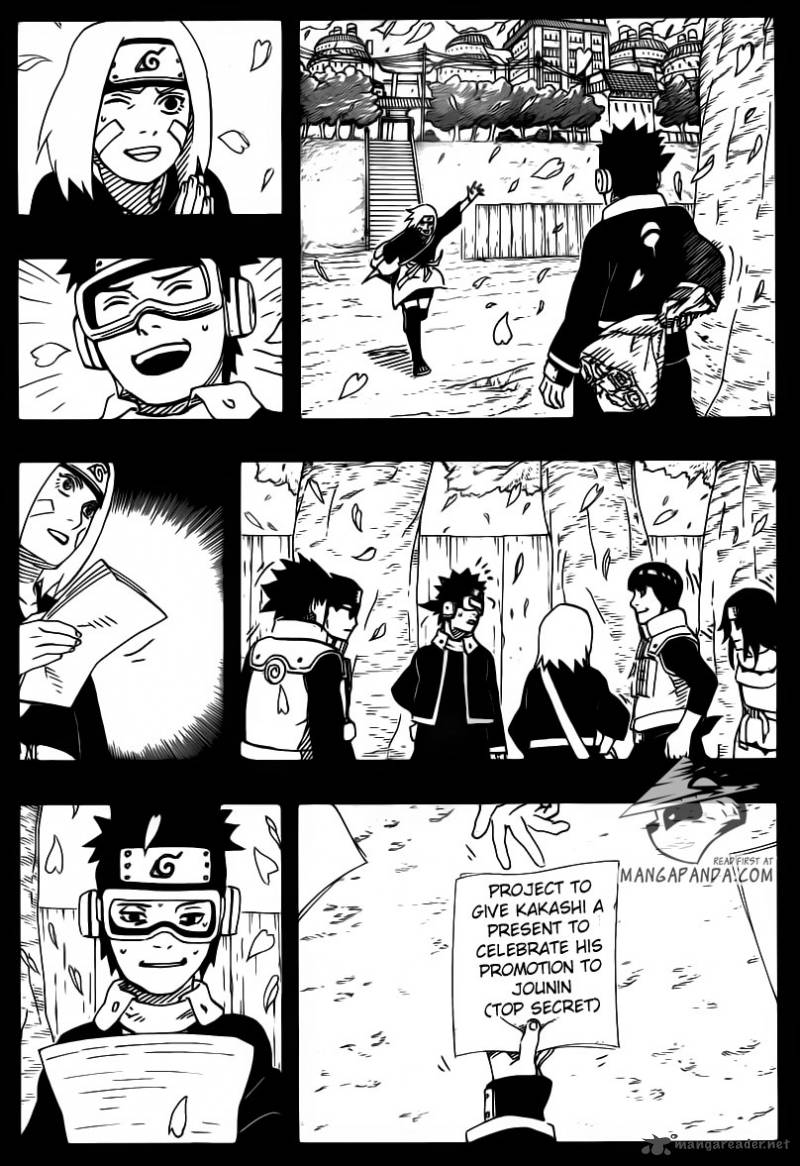 READ FIRST AT
MANGAPANDA.COM
PROJECT TO
GIVE KAKASHI A
PRESENT TO
CELEBRATE HIS
PROMOTION TO
JOUNIN
(TOP SECRET)
mangareader.net